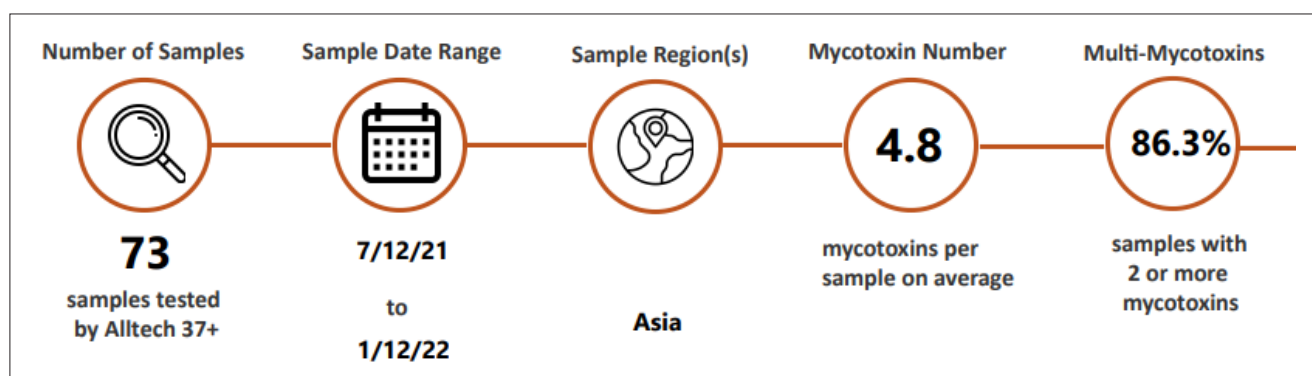 Number of Samples
73
samples tested
by Alltech 37+
Sample Date Range
7/12/21
to
1/12/22
Sample Region(s)
Asia
Mycotoxin Number
4.8
mycotoxins per
sample on average
Multi-Mycotoxins
86.3%
samples with
2 or more
mycotoxins